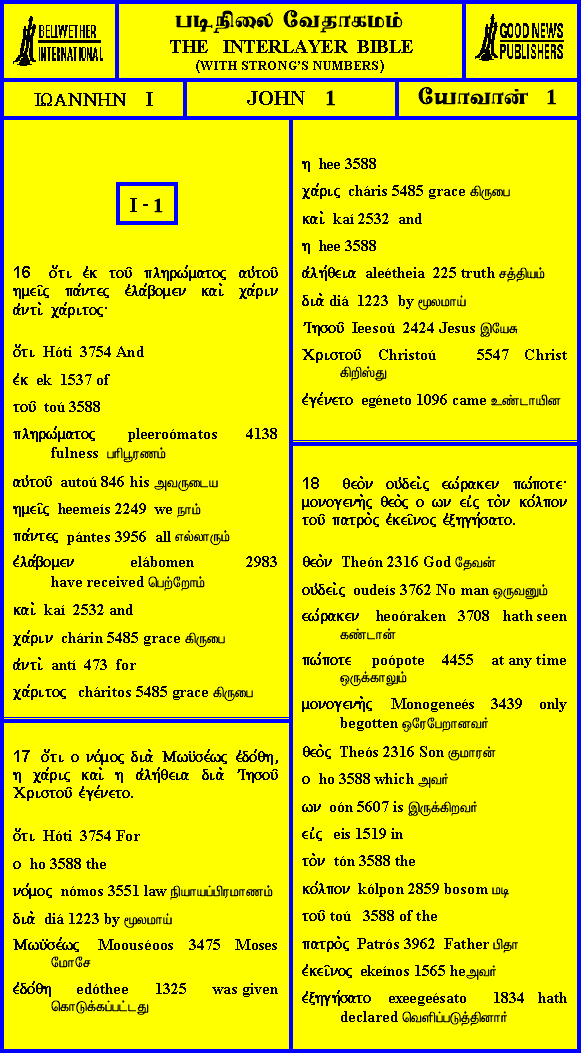 BELLWETHER
INTERNATIONAL
படிநிலை வேதாகமம்
THE INTERLAYER BIBLE
(WITH STRONG'S NUMBERS)
GOOD NEWS
PUBLISHERS
ΙΩΑΝΝΗΝ I
JOHN 1
யோவான் 1
I - 1
16 ὅτι ἐκ τοῦ πληρώματος αὐτοῦ
ἡμεῖς πάντες ἐλάβομεν καὶ χάριν
ἀντὶ χάριτος·
ὅτι Hóti 3754 And
ἐκ ek 1537 of
τοῦ toú 3588
πληρώματος pleeroómatos 4138
fulness பரிபூரணம்
αὐτοῦ autoú 846 his அவருடைய
ημεῖς heemeís 2249 we நாம்
πάντες pántes 3956 all எல்லாரும்
ἐλάβομεν elábomen 2983
have received பெற்றோம்
καὶ kaí 2532 and
χάριν chárin 5485 grace கிருபை
ἀντὶ antí 473 for
χάριτος cháritos 5485 grace கிருபை
17 ὅτι ο νόμος διὰ Μωϋσέως ἐδόθη,
η χάρις καὶ η ἀλήθεια διὰ Ἰησοῦ
Χριστοῦ ἐγένετο.
ὅτι Hóti 3754 For
ο ho 3588 the
νόμος nómos 3551 law நியாயப்பிரமாணம்
διὰ diá 1223 by மூலமாய்
Μωϋσέως Moouséoos 3475 Moses
மோசே
ἐδόθη edóthee 1325 was given
கொடுக்கப்பட்டது
η hee 3588
χάρις cháris 5485 grace கிருபை
καὶ kaí 2532 and
η hee 3588
ἀλήθεια aleétheia 225 truth சத்தியம்
διὰ diá 1223 by மூலமாய்
Ἰησοῦ Ieesoú 2424 Jesus இயேசு
Χριστοῦ Christoú 5547 Christ
கிறிஸ்து
ἐγένετο egéneto 1096 came உண்டாயின
18 θεὸν οὐδεὶς εώρακεν πώποτε·
μονογενὴς θεὸς ο ων εἰς τὸν κόλπον
τοῦ πατρὸς ἐκεῖνος ἐξηγήσατο.
θεὸν Theón 2316 God தேவன்
οὐδεὶς oudeís 3762 No man ஒருவனும்
εώρακεν heoóraken 3708 hath seen
கண்டான்
πώποτε poópote 4455 at any time
ஒருக்காலும்
μονογενὴς Monogeneés 3439 only
begotten ஒரேபேறானவர்
θεὸς Theós 2316 Son குமாரன்
ο ho 3588 which அவர்
ων oón 5607 is இருக்கிறவர்
εἰς eis 1519 in
τὸν tón 3588 the
κόλπον kólpon 2859 bosom மடி
τοῦ toú 3588 of the
πατρὸς Patrós 3962 Father பிதா
ἐκεῖνος ekeínos 1565 he அவர்
ἐξηγήσατο exeegeésato 1834 hath
declared வெளிப்படுத்தினார்